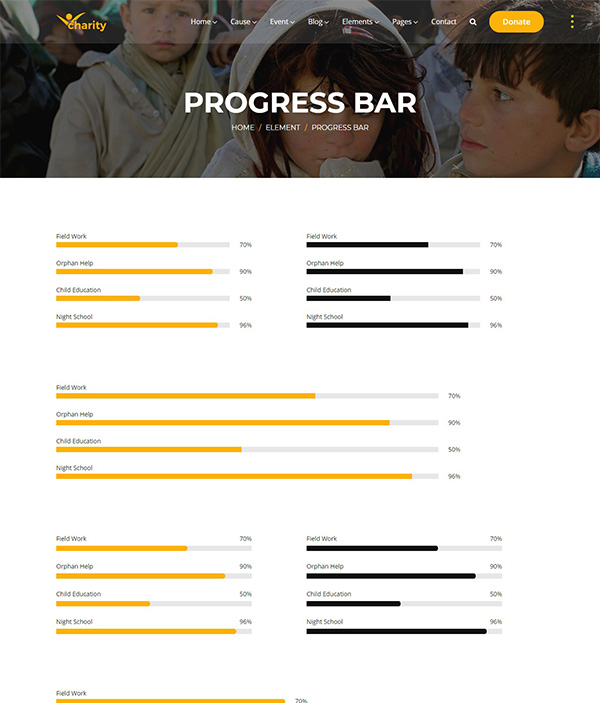 charity Home Cause Event Blog Elements Pages Contact Donate
PROGRESS BAR
HOME / ELEMENT / PROGRESS BAR
Field Work
70%
Orphan Help
90%
Child Education
50%
Night School
96%
Field Work
70%
Orphan Help
90%
Child Education
50%
Night School
96%
Field Work
70%
Orphan Help
90%
Child Education
50%
Night School
96%
Field Work 70%
Orphan Help 90%
Child Education 50%
Night School 96%
Field Work 70%
Orphan Help 90%
Child Education 50%
Night School 96%
Field Work
70%